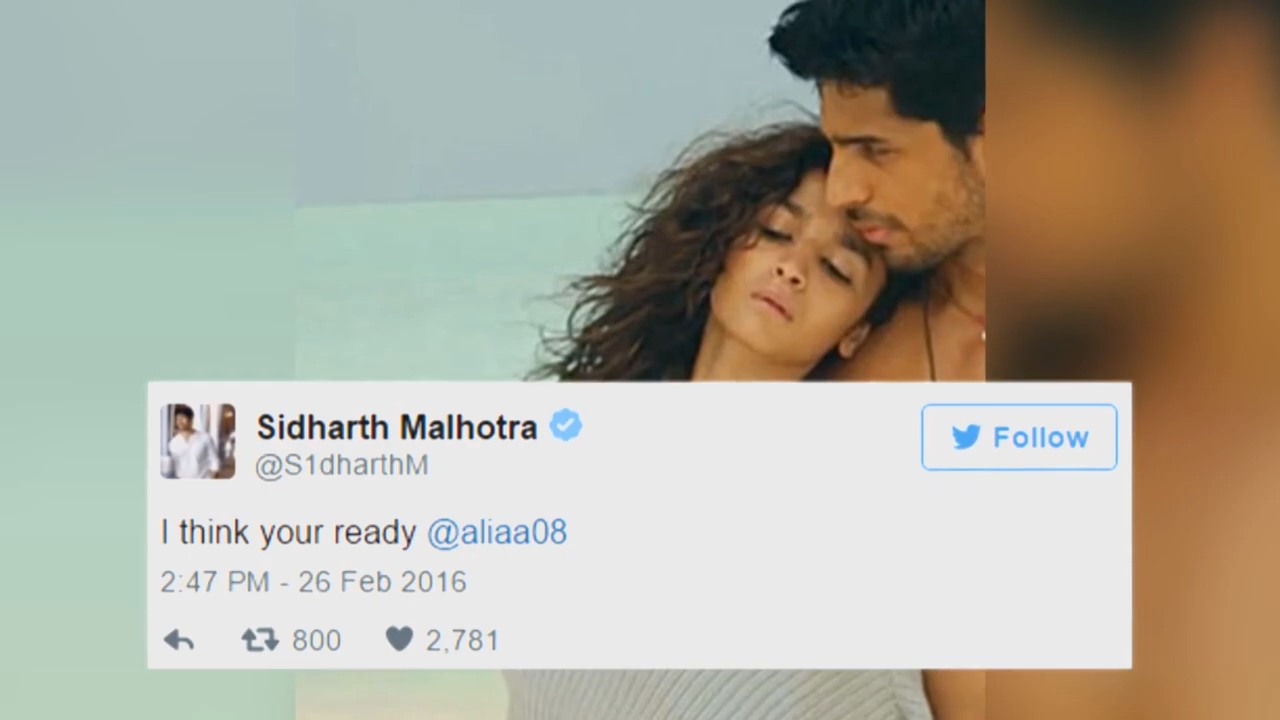 Sidharth Malhotra
@S1dharthM
Follow
I think your ready @aliaa08
2:47 PM - 26 Feb 2016
800 2,781